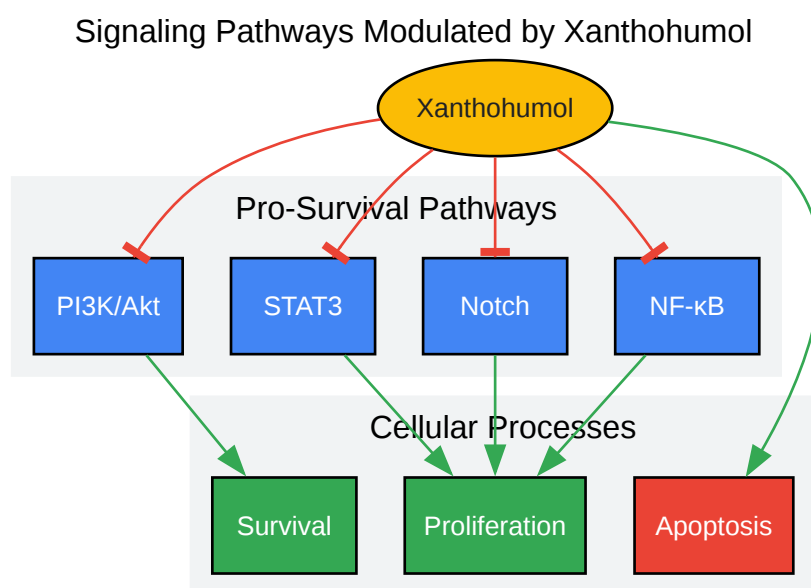 Signaling Pathways Modulated by Xanthohumol
Xanthohumol
Pro-Survival Pathways
PI3K/Akt
STAT3
Notch
NF-κB
Cellular Processes
Survival
Proliferation
Apoptosis